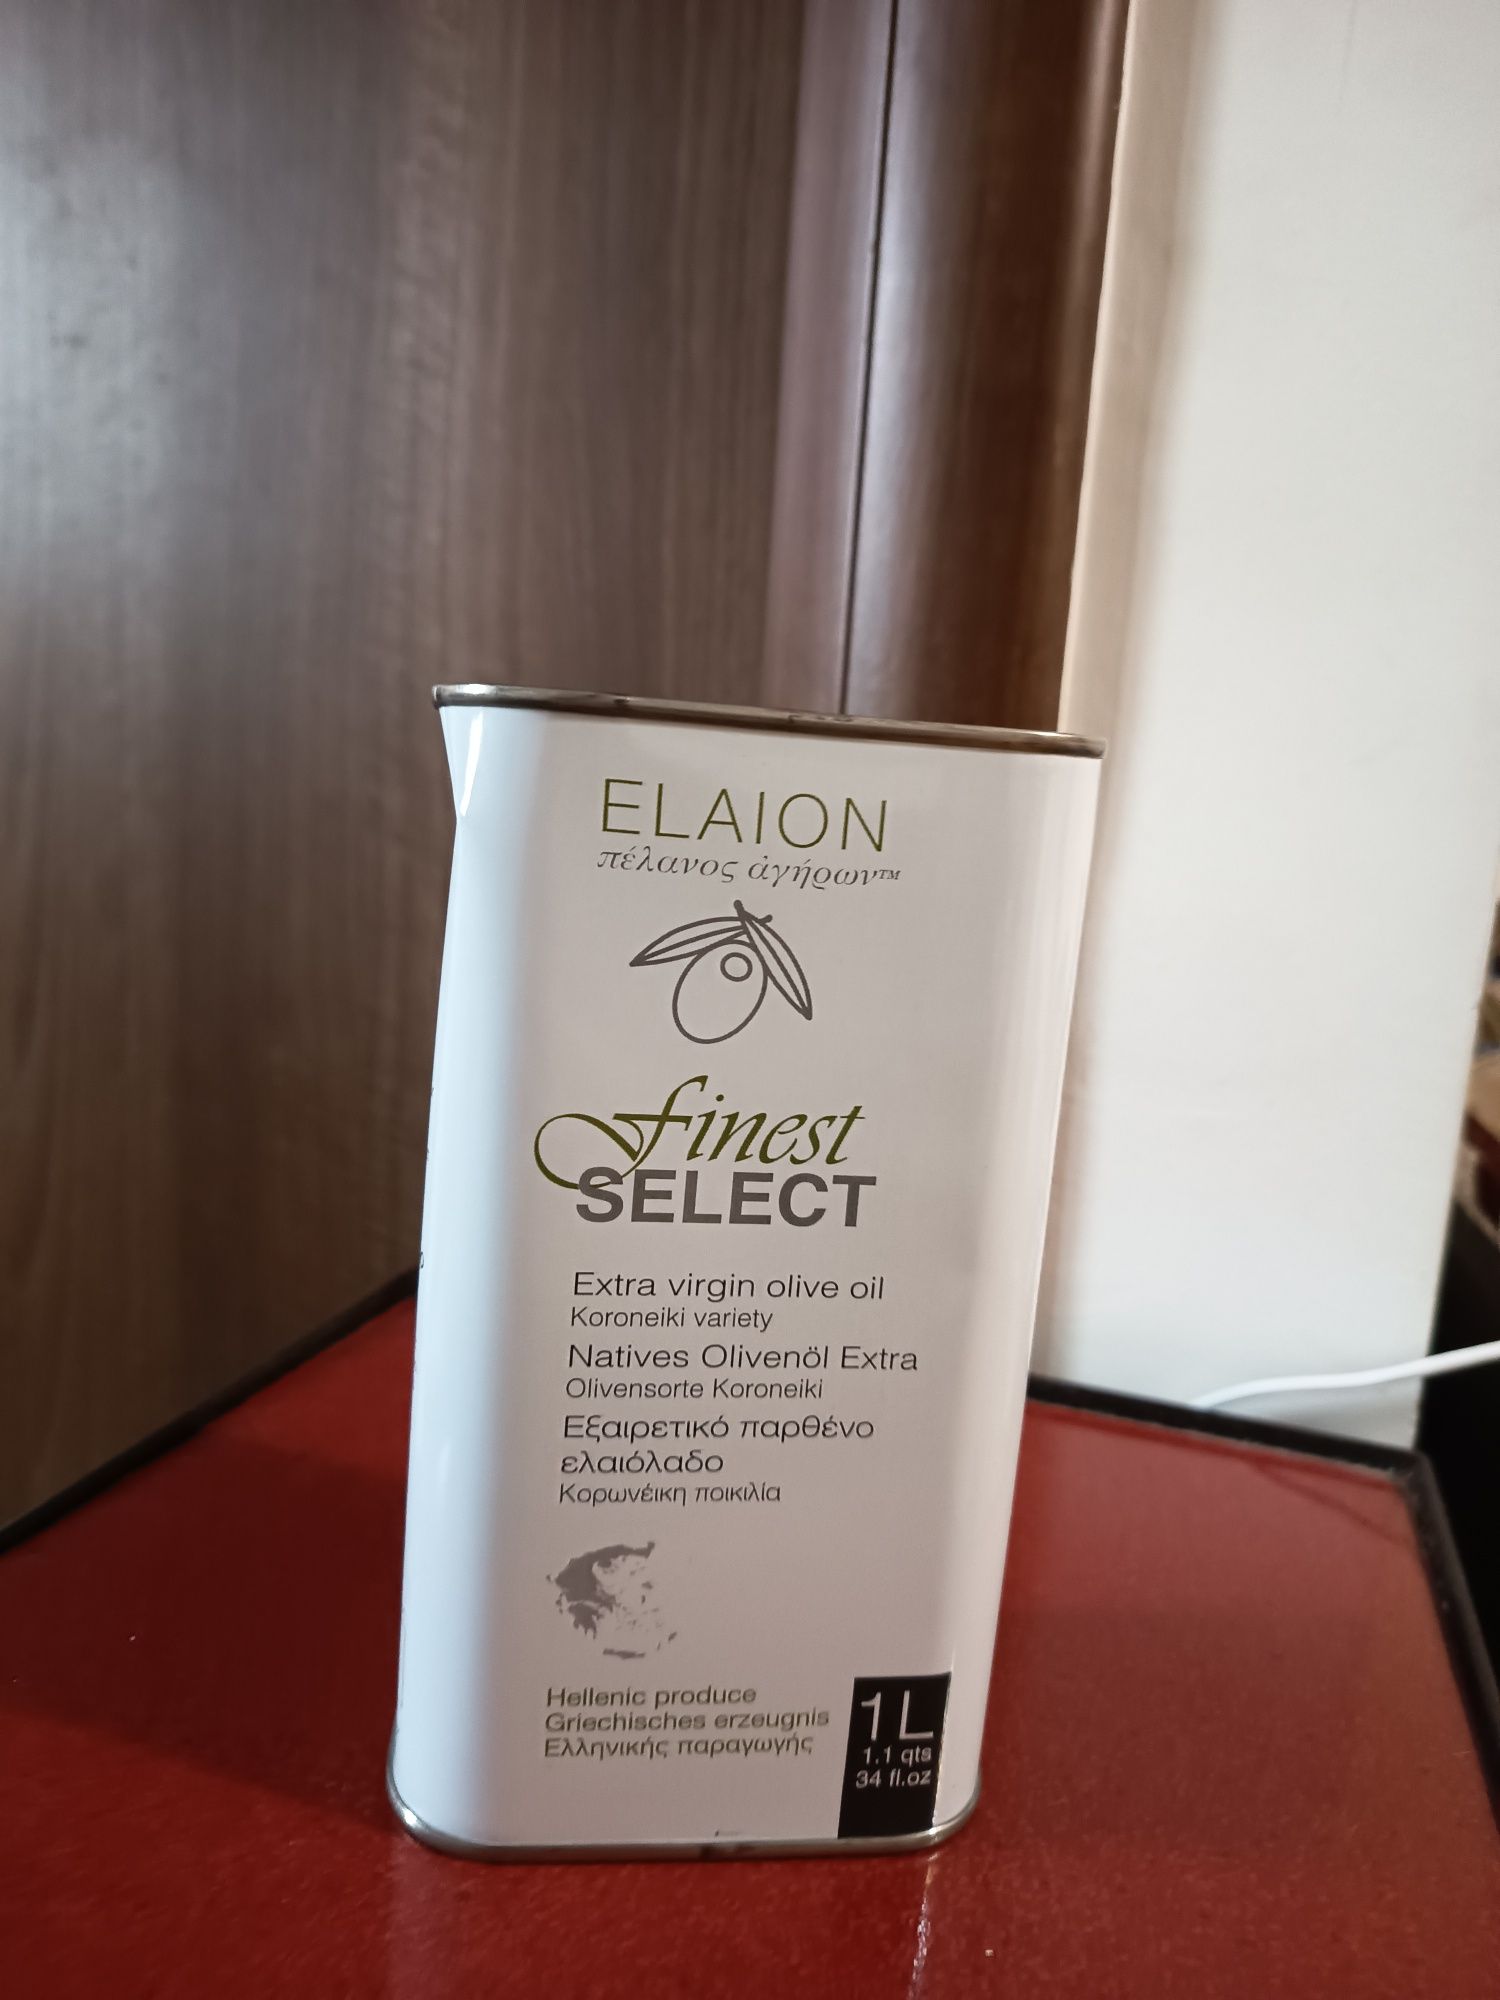 ELAION
πέλανος ἀγήρων™
finest
SELECT
Extra virgin olive oil
Koroneiki variety
Natives Olivenöl Extra
Olivensorte Koroneiki
Εξαιρετικό παρθένο
ελαιόλαδο
Κορωνέικη ποικιλία
Hellenic produce
Griechisches erzeugnis
Ελληνικής παραγωγής
1L
1.1 qts
34 fl.oz